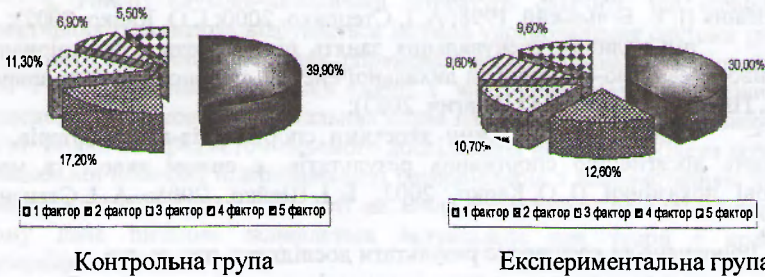 5,50%
6,90%
11,30%
39,90%
17,20%
1 фактор 2 фактор 3 фактор 4 фактор 5 фактор
Контрольна група
9,60%
9,60%
30,00%
10,70%
12,60%
1 фактор 2 фактор 3 фактор 4 фактор 5 фактор
Експериментальна група